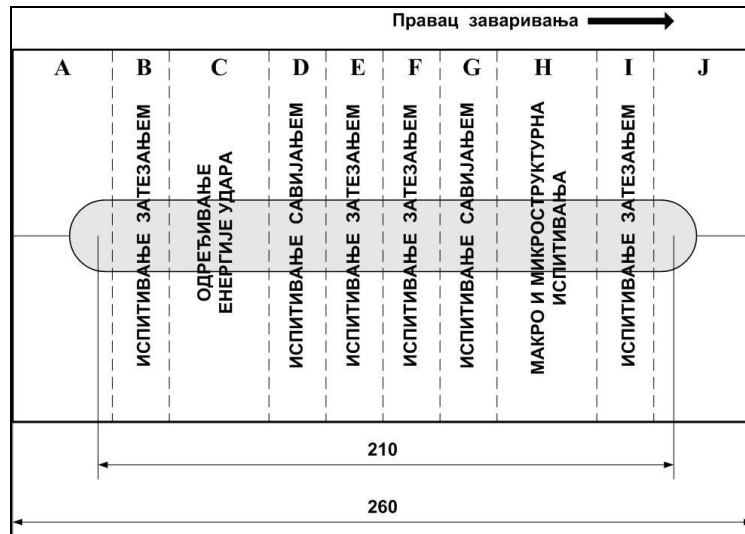 Правац заваривања
A B C D E F G H I J
ИСПИТИВАЊЕ ЗАТЕЗАЊЕМ
ОДРЕЂИВАЊЕ
ЕНЕРГИЈЕ УДАРА
ИСПИТИВАЊЕ САВИЈАЊЕМ
ИСПИТИВАЊЕ ЗАТЕЗАЊЕМ
ИСПИТИВАЊЕ ЗАТЕЗАЊЕМ
ИСПИТИВАЊЕ САВИЈАЊЕМ
МАКРО И МИКРОСТРУКТУРНА
ИСПИТИВАЊА
ИСПИТИВАЊЕ ЗАТЕЗАЊЕМ
210
260